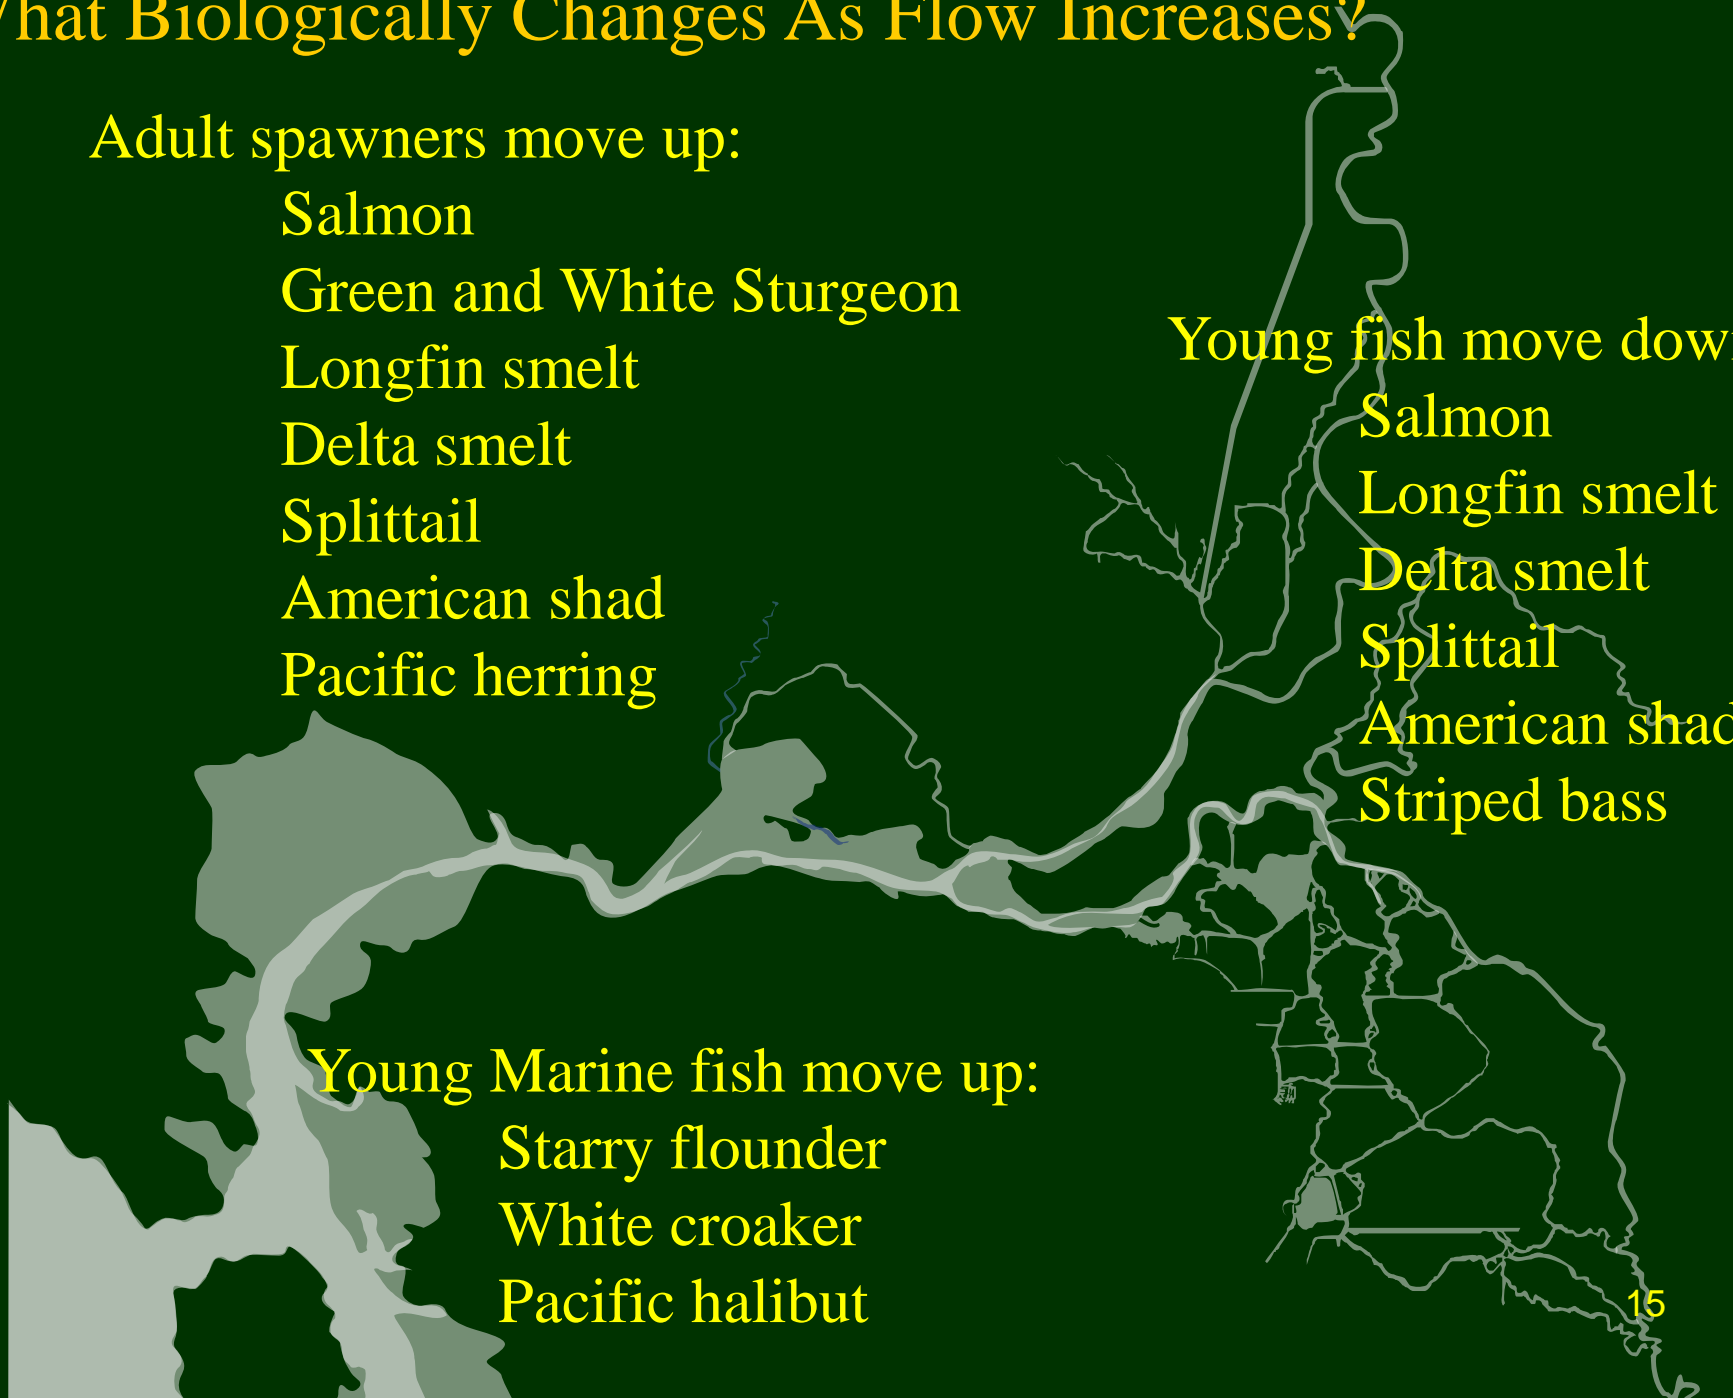 What Biologically Changes As Flow Increases?
Adult spawners move up:
Salmon
Green and White Sturgeon
Longfin smelt
Delta smelt
Splittail
American shad
Pacific herring
Young fish move down
Salmon
Longfin smelt
Delta smelt
Splittail
American shad
Striped bass
Young Marine fish move up:
Starry flounder
White croaker
Pacific halibut
15